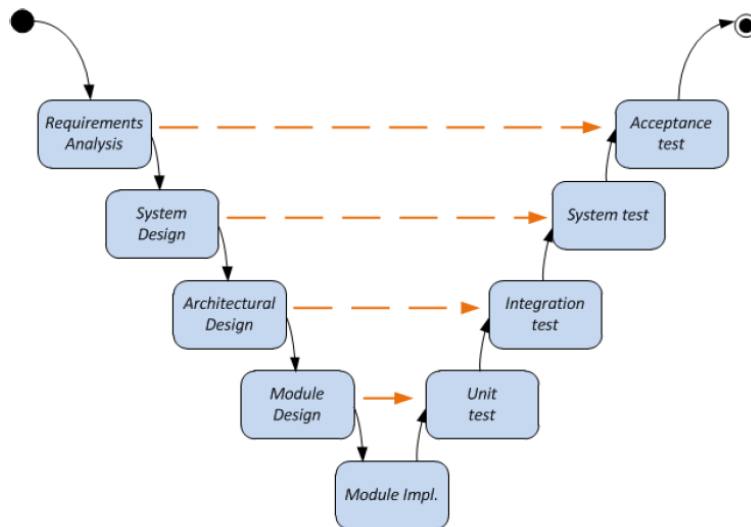 Requirements
Analysis
Acceptance
test
System
Design
System test
Architectural
Design
Integration
test
Module
Design
Unit
test
Module Impl.